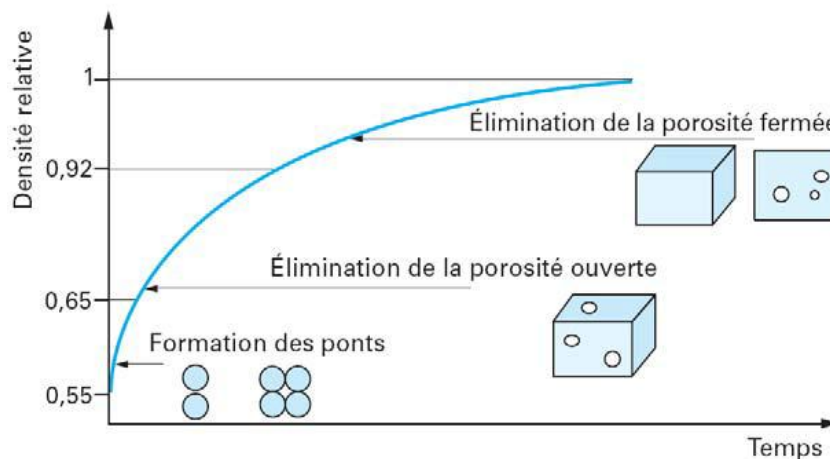 Densité relative
1
Élimination de la porosité fermée
0,92
Élimination de la porosité ouverte
0,65
Formation des ponts
0,55
Temps